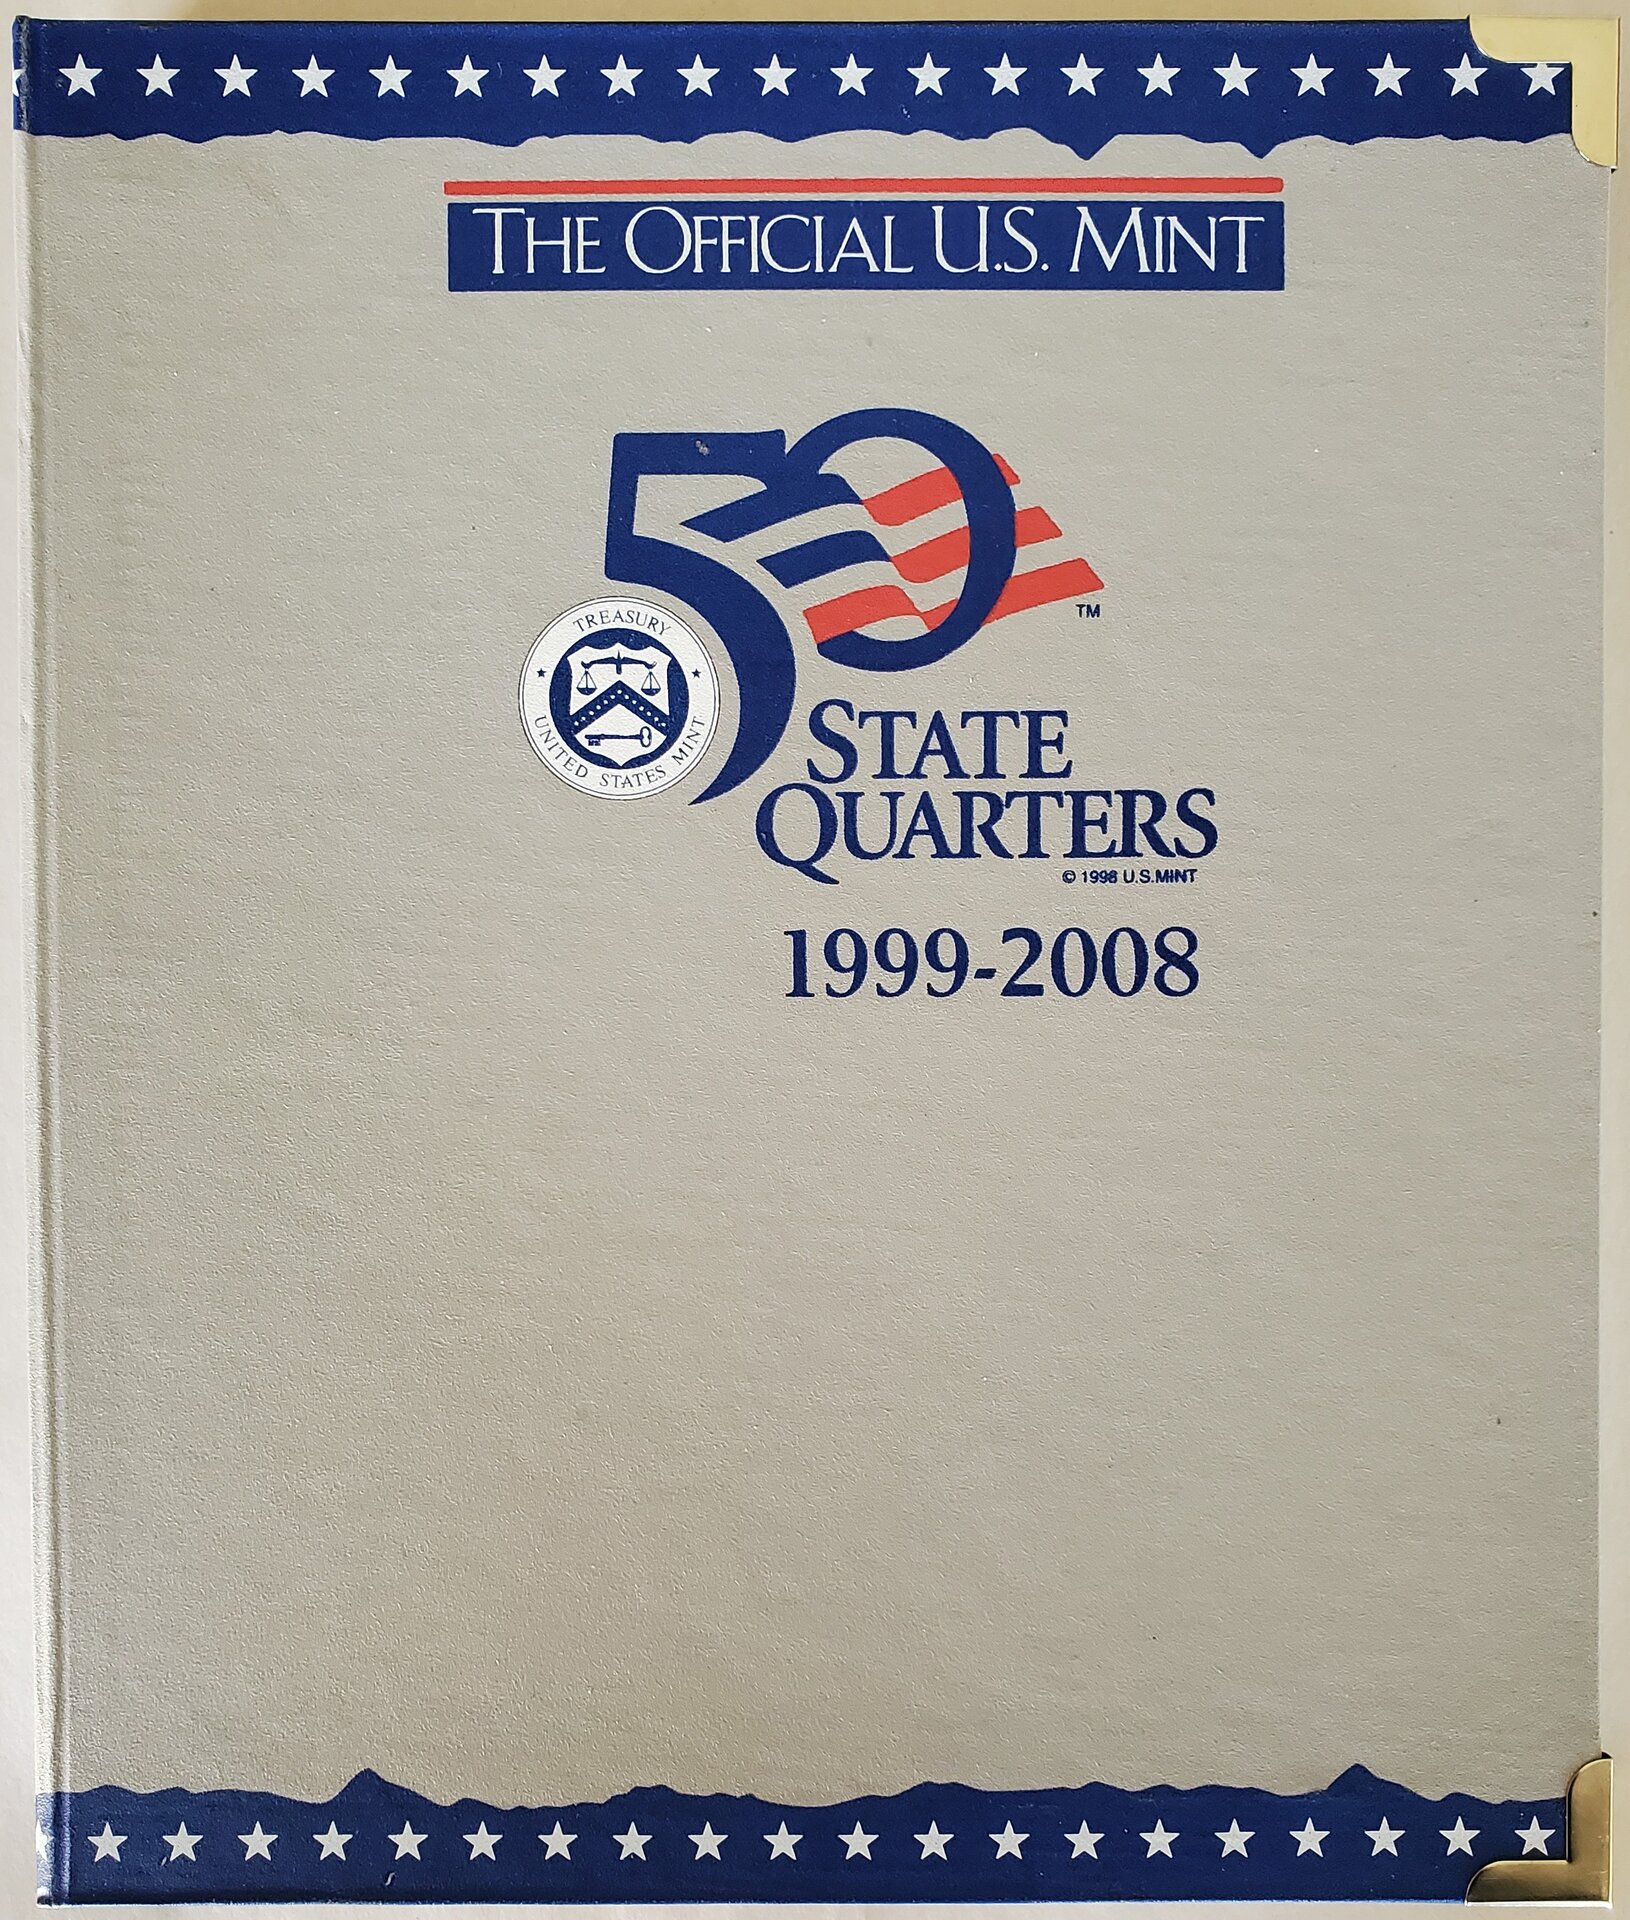 THE OFFICIAL U.S. MINT
50
TM
TREASURY
UNITED STATES MINT
STATE
QUARTERS
© 1998 U.S. MINT
1999-2008